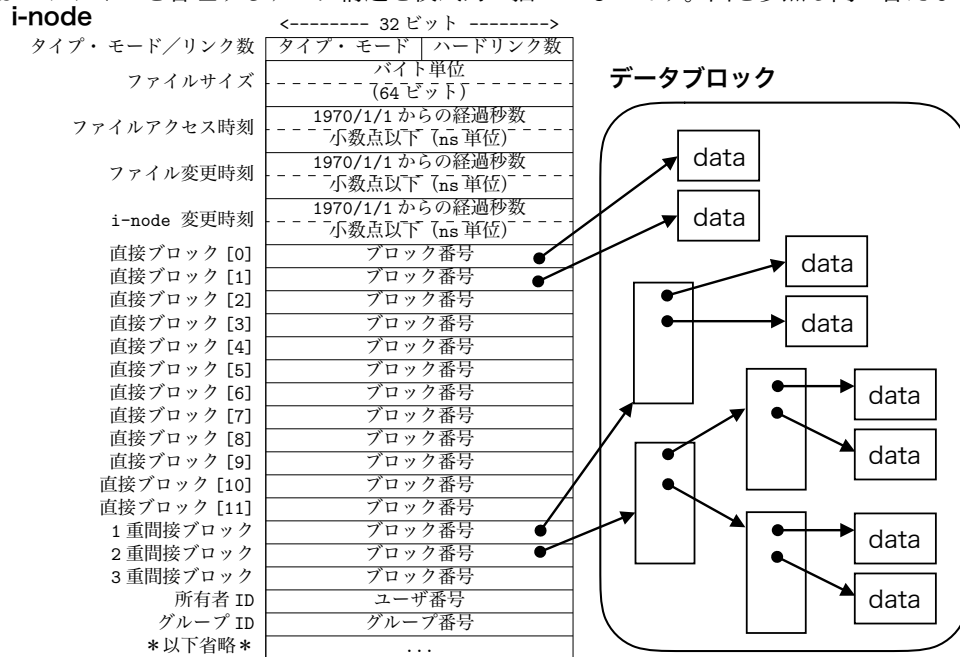 i-node
<-------- 32 ビット -------->
タイプ・モード／リンク数 タイプ・モード ハードリンク数
ファイルサイズ バイト単位
(64 ビット)
ファイルアクセス時刻 1970/1/1 からの経過秒数
小数点以下 (ns 単位)
ファイル変更時刻 1970/1/1 からの経過秒数
小数点以下 (ns 単位)
i-node 変更時刻 1970/1/1 からの経過秒数
小数点以下 (ns 単位)
直接ブロック [0] ブロック番号
直接ブロック [1] ブロック番号
直接ブロック [2] ブロック番号
直接ブロック [3] ブロック番号
直接ブロック [4] ブロック番号
直接ブロック [5] ブロック番号
直接ブロック [6] ブロック番号
直接ブロック [7] ブロック番号
直接ブロック [8] ブロック番号
直接ブロック [9] ブロック番号
直接ブロック [10] ブロック番号
直接ブロック [11] ブロック番号
1 重間接ブロック ブロック番号
2 重間接ブロック ブロック番号
3 重間接ブロック ブロック番号
所有者 ID ユーザ番号
グループ ID グループ番号
＊以下省略＊ ...
データブロック
data
data
data
data
data
data
data
data